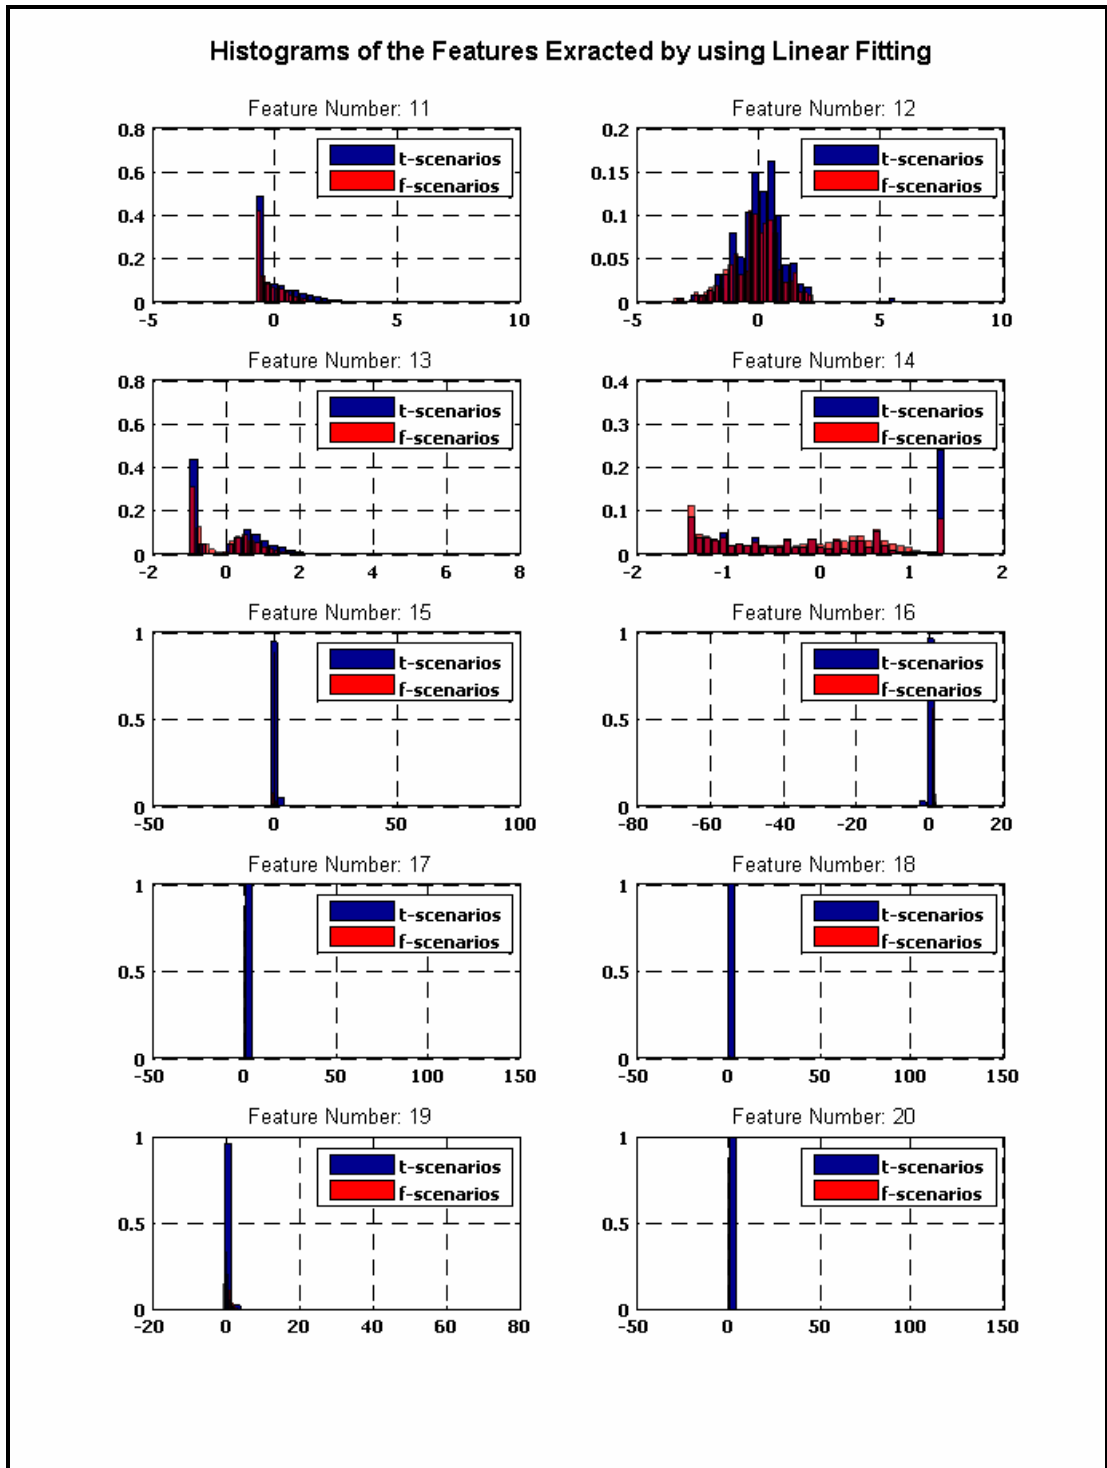 Histograms of the Features Exracted by using Linear Fitting
Feature Number: 11
0.8
0.6
0.4
0.2
0
-5 0 5 10
t-scenarios
f-scenarios
Feature Number: 12
0.2
0.15
0.1
0.05
0
-5 0 5 10
t-scenarios
f-scenarios
Feature Number: 13
0.8
0.6
0.4
0.2
0
-2 0 2 4 6 8
t-scenarios
f-scenarios
Feature Number: 14
0.4
0.3
0.2
0.1
0
-2 -1 0 1 2
t-scenarios
f-scenarios
Feature Number: 15
1
0.5
0
-50 0 50 100
t-scenarios
f-scenarios
Feature Number: 16
1
0.5
0
-80 -60 -40 -20 0 20
t-scenarios
f-scenarios
Feature Number: 17
1
0.5
0
-50 0 50 100 150
t-scenarios
f-scenarios
Feature Number: 18
1
0.5
0
-50 0 50 100 150
t-scenarios
f-scenarios
Feature Number: 19
1
0.5
0
-20 0 20 40 60 80
t-scenarios
f-scenarios
Feature Number: 20
1
0.5
0
-50 0 50 100 150
t-scenarios
f-scenarios